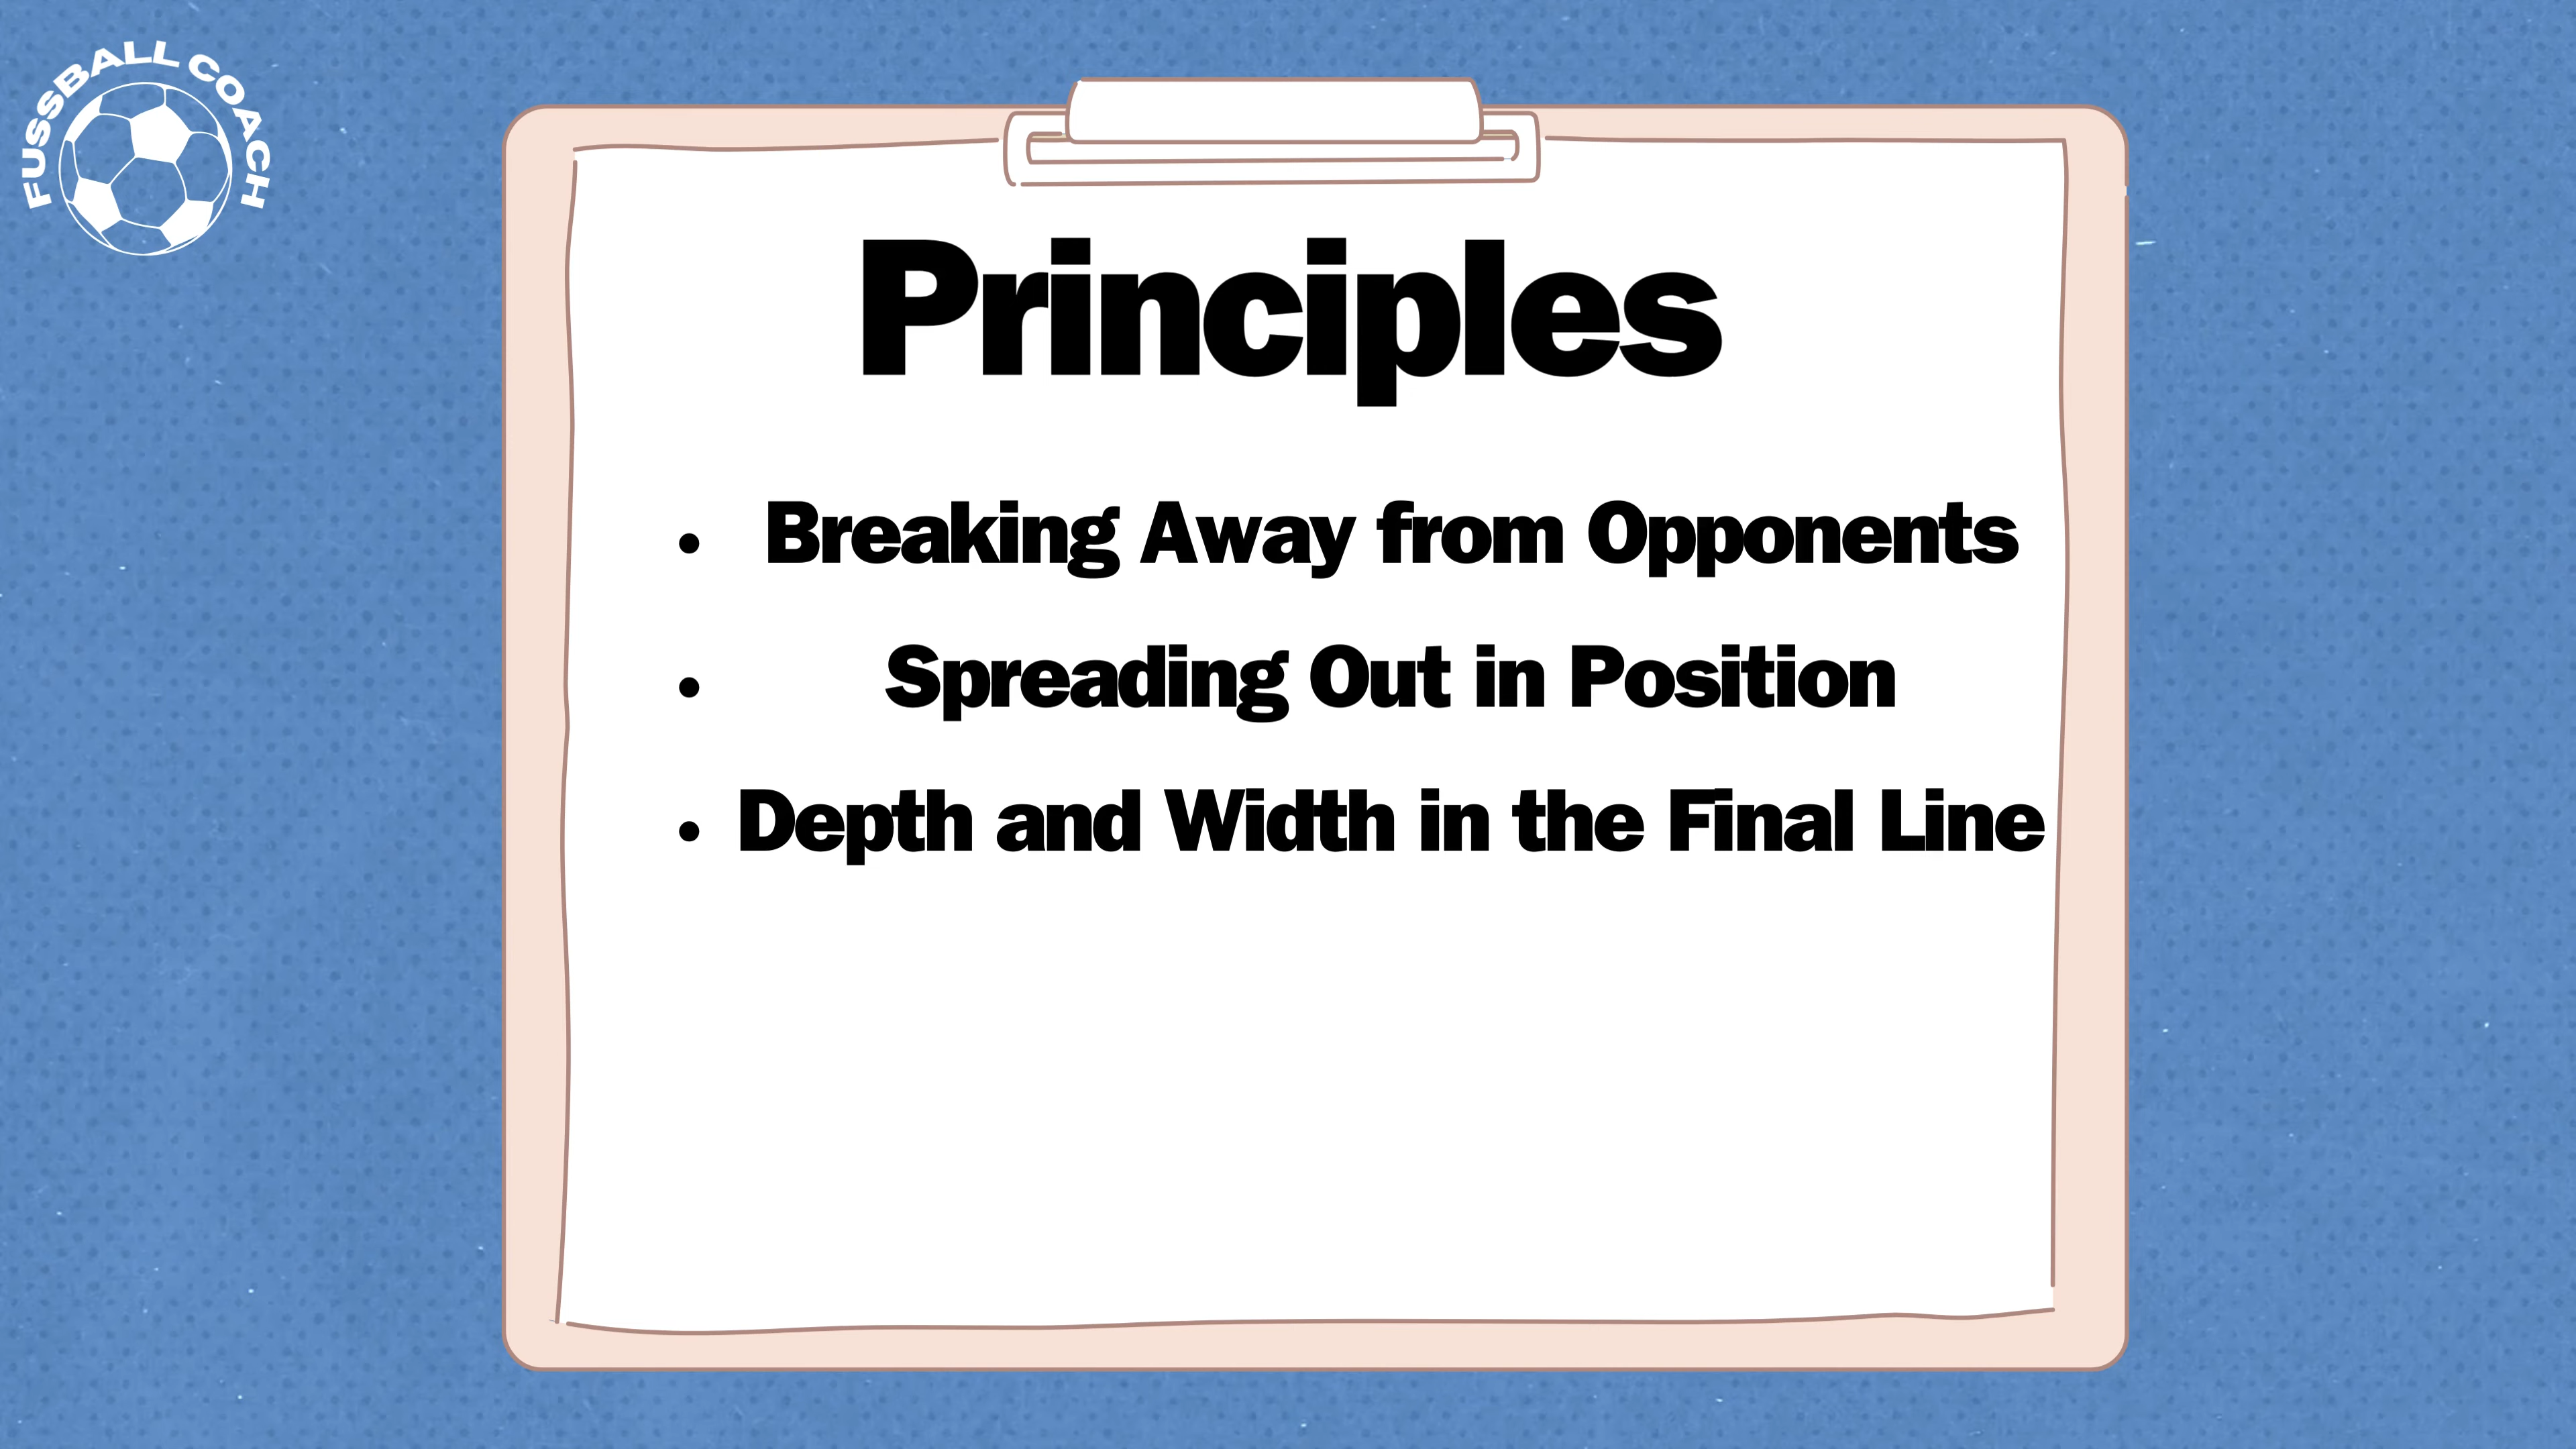 FUSSBALL COACH
Principles
• Breaking Away from Opponents
• Spreading Out in Position
• Depth and Width in the Final Line